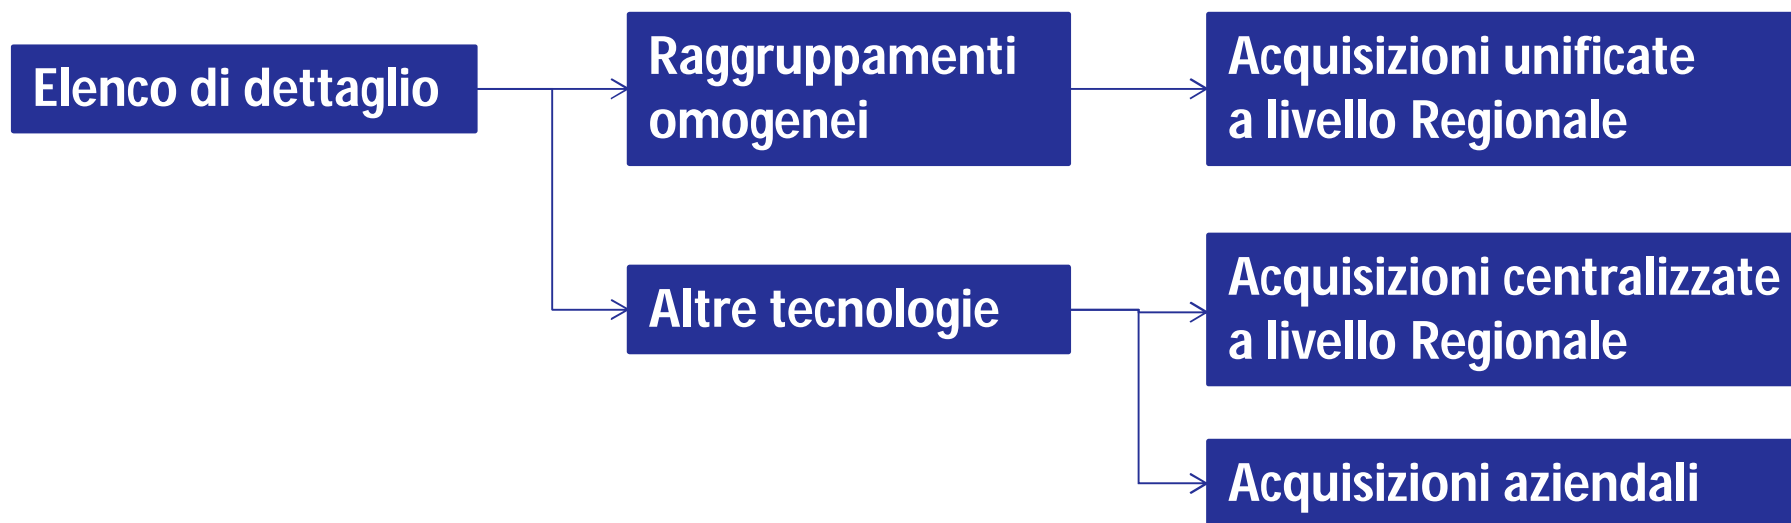 Elenco di dettaglio
Raggruppamenti
omogenei
Acquisizioni unificate
a livello Regionale
Altre tecnologie
Acquisizioni centralizzate
a livello Regionale
Acquisizioni aziendali